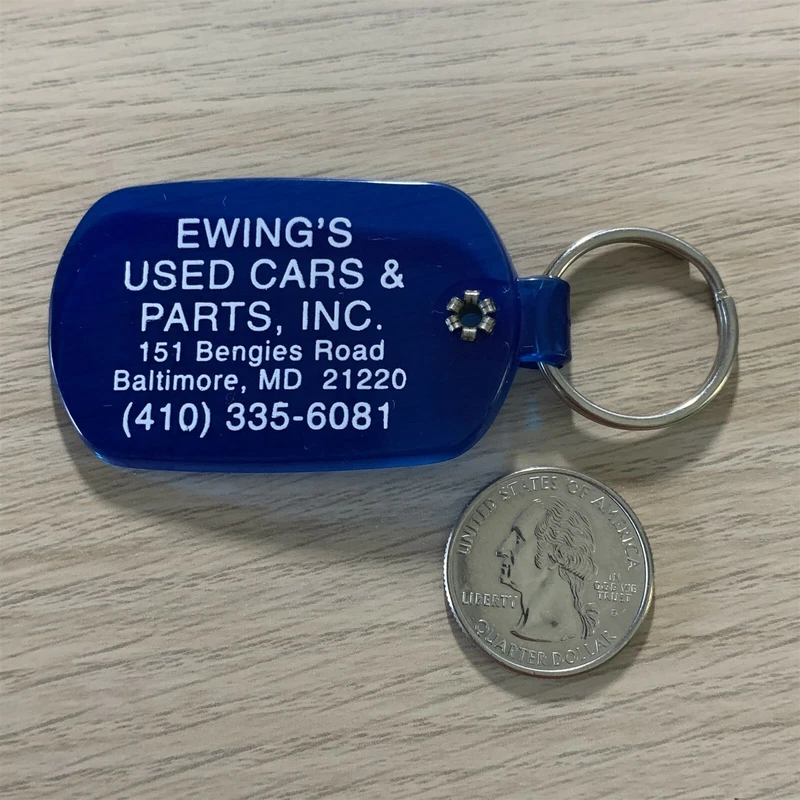 EWING'S
USED CARS &
PARTS, INC.
151 Bengies Road
Baltimore, MD 21220
(410) 335-6081
UNITED STATES OF AMERICA
LIBERTY
IN
GOD WE
TRUST
QUARTER DOLLAR